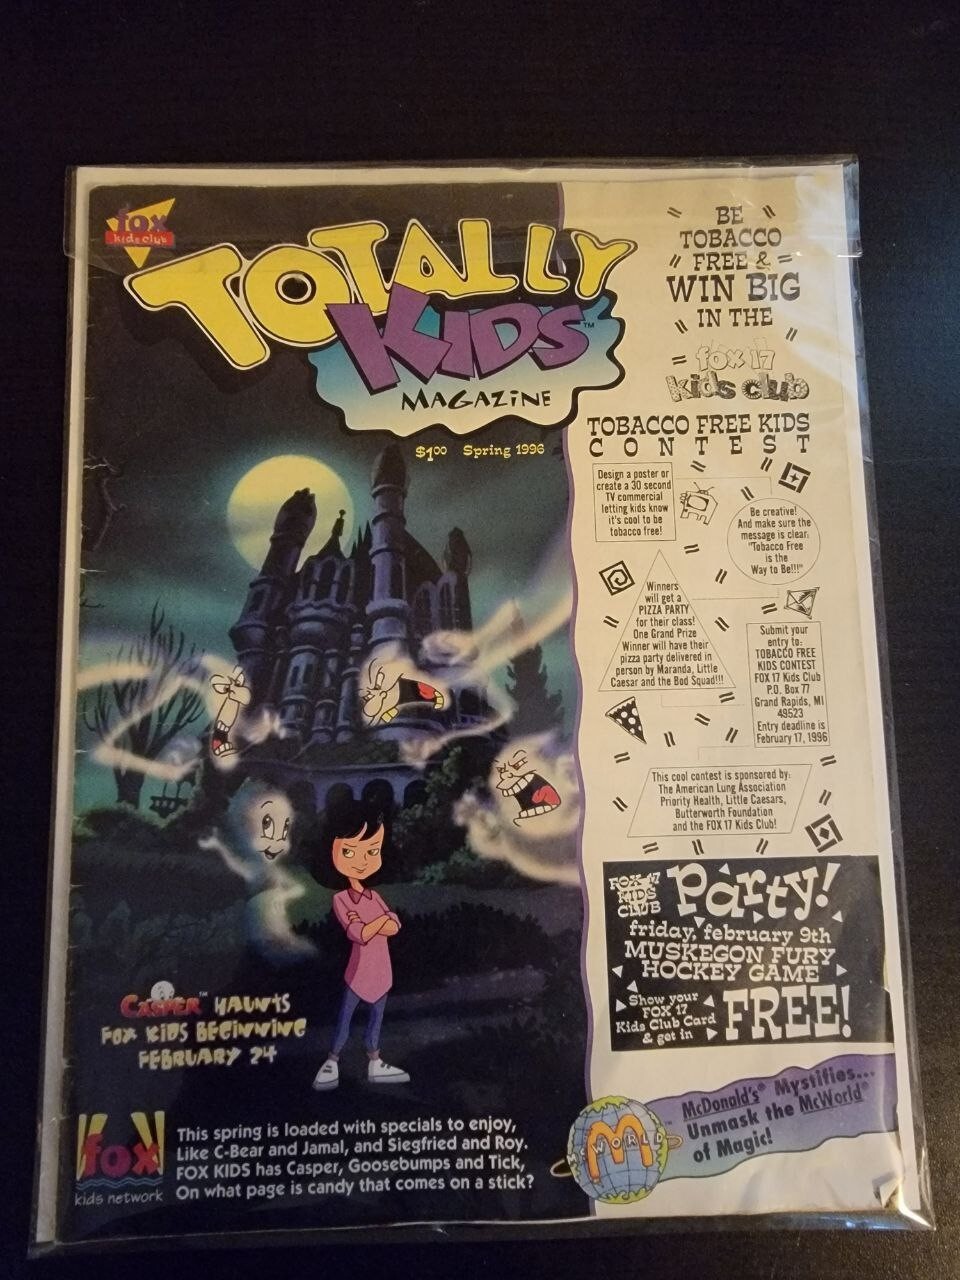 fox
kids club
TOTALLY
KIDS™
MAGAZINE
$1⁰⁰ Spring 1996
CASPER™ HAUNTS
FOX KIDS BEGINNING
FEBRUARY 24
fox
kids network
This spring is loaded with specials to enjoy,
Like C-Bear and Jamal, and Siegfried and Roy.
FOX KIDS has Casper, Goosebumps and Tick,
On what page is candy that comes on a stick?
BE
TOBACCO
FREE &
WIN BIG
IN THE
fox 17
kids club
TOBACCO FREE KIDS
CONTEST
Design a poster or
create a 30 second
TV commercial
letting kids know
it's cool to be
tobacco free!
Be creative!
And make sure the
message is clear:
"Tobacco Free
is the
Way to Be!!!"
Winners
will get a
PIZZA PARTY
for their class!
One Grand Prize
Winner will have their
pizza party delivered in
person by Maranda, Little
Caesar and the Bod Squad!!!
Submit your
entry to:
TOBACCO FREE
KIDS CONTEST
FOX 17 Kids Club
P.O. Box 77
Grand Rapids, MI
49523
Entry deadline is
February 17, 1996
This cool contest is sponsored by:
The American Lung Association
Priority Health, Little Caesars,
Butterworth Foundation
and the FOX 17 Kids Club!
FOX 17
KIDS
CLUB
Party!
friday, february 9th
MUSKEGON FURY
HOCKEY GAME
Show your
FOX 17
Kids Club Card
& get in
FREE!
McWORLD
M
McDonald's® Mystifies...
Unmask the McWorld®
of Magic!